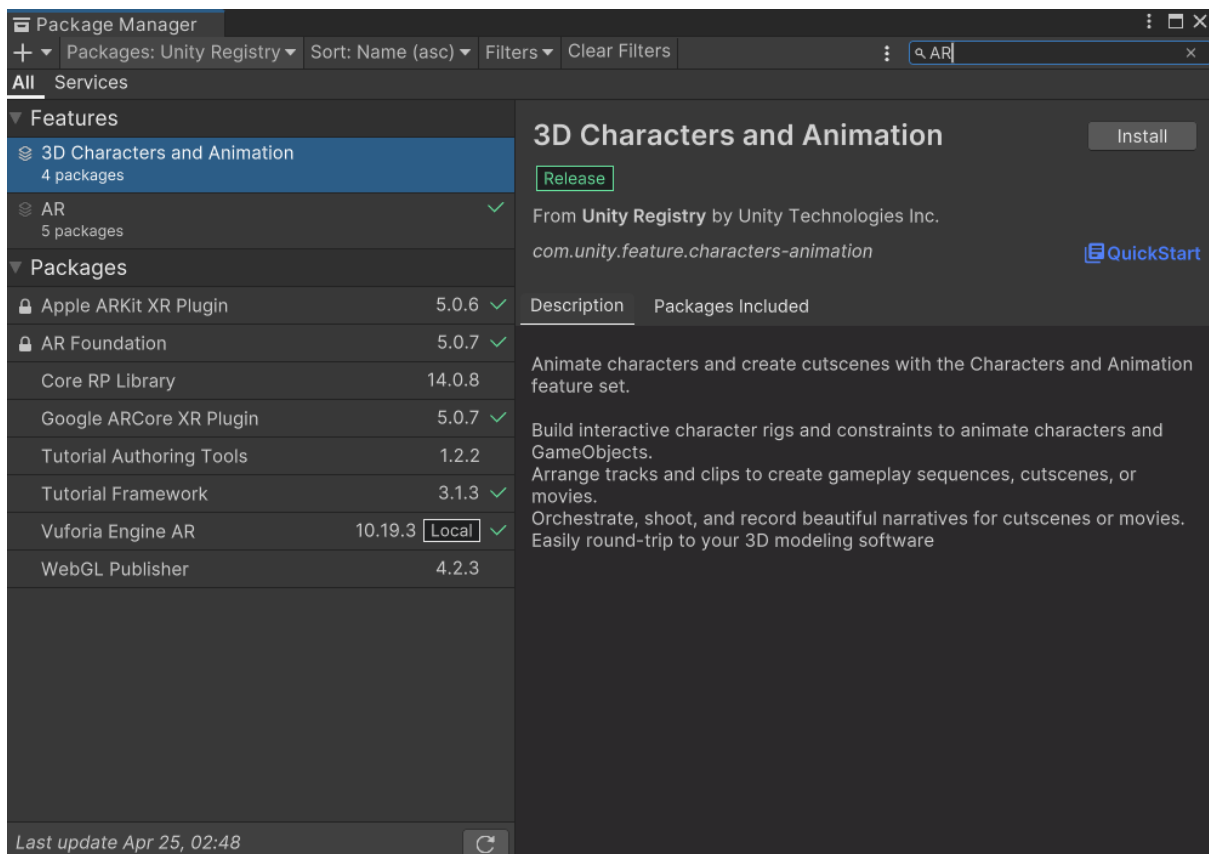 Package Manager
Packages: Unity Registry Sort: Name (asc) Filters Clear Filters AR
All Services
Features
3D Characters and Animation
4 packages
AR
5 packages
Packages
Apple ARKit XR Plugin 5.0.6
AR Foundation 5.0.7
Core RP Library 14.0.8
Google ARCore XR Plugin 5.0.7
Tutorial Authoring Tools 1.2.2
Tutorial Framework 3.1.3
Vuforia Engine AR 10.19.3 Local
WebGL Publisher 4.2.3
Last update Apr 25, 02:48
3D Characters and Animation Install
Release
From Unity Registry by Unity Technologies Inc.
com.unity.feature.characters-animation QuickStart
Description Packages Included
Animate characters and create cutscenes with the Characters and Animation
feature set.
Build interactive character rigs and constraints to animate characters and
GameObjects.
Arrange tracks and clips to create gameplay sequences, cutscenes, or
movies.
Orchestrate, shoot, and record beautiful narratives for cutscenes or movies.
Easily round-trip to your 3D modeling software